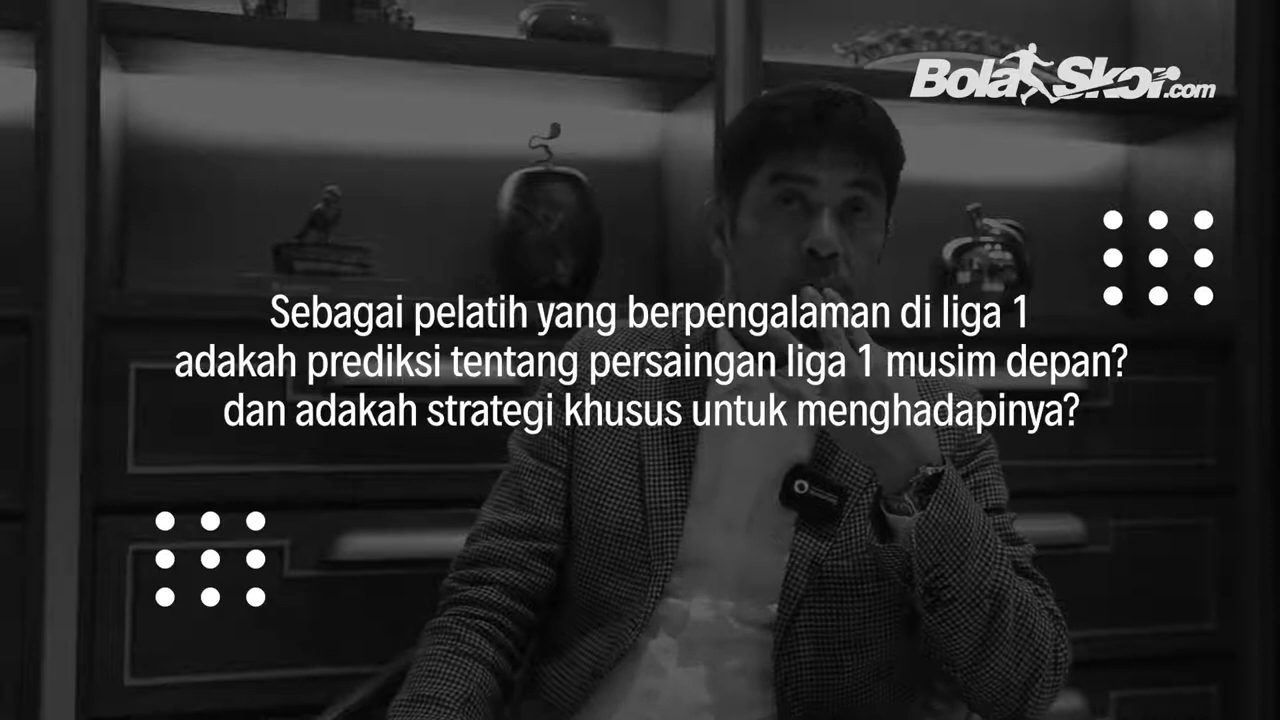 BolaSkor.com
Sebagai pelatih yang berpengalaman di liga 1
adakah prediksi tentang persaingan liga 1 musim depan?
dan adakah strategi khusus untuk menghadapinya?